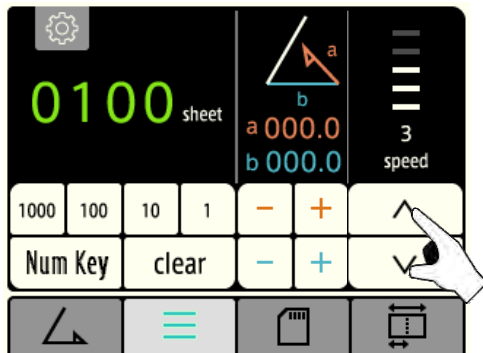 0100 sheet
a
b
a 000.0
b 000.0
3
speed
1000 100 10 1 - +
Num Key clear - +